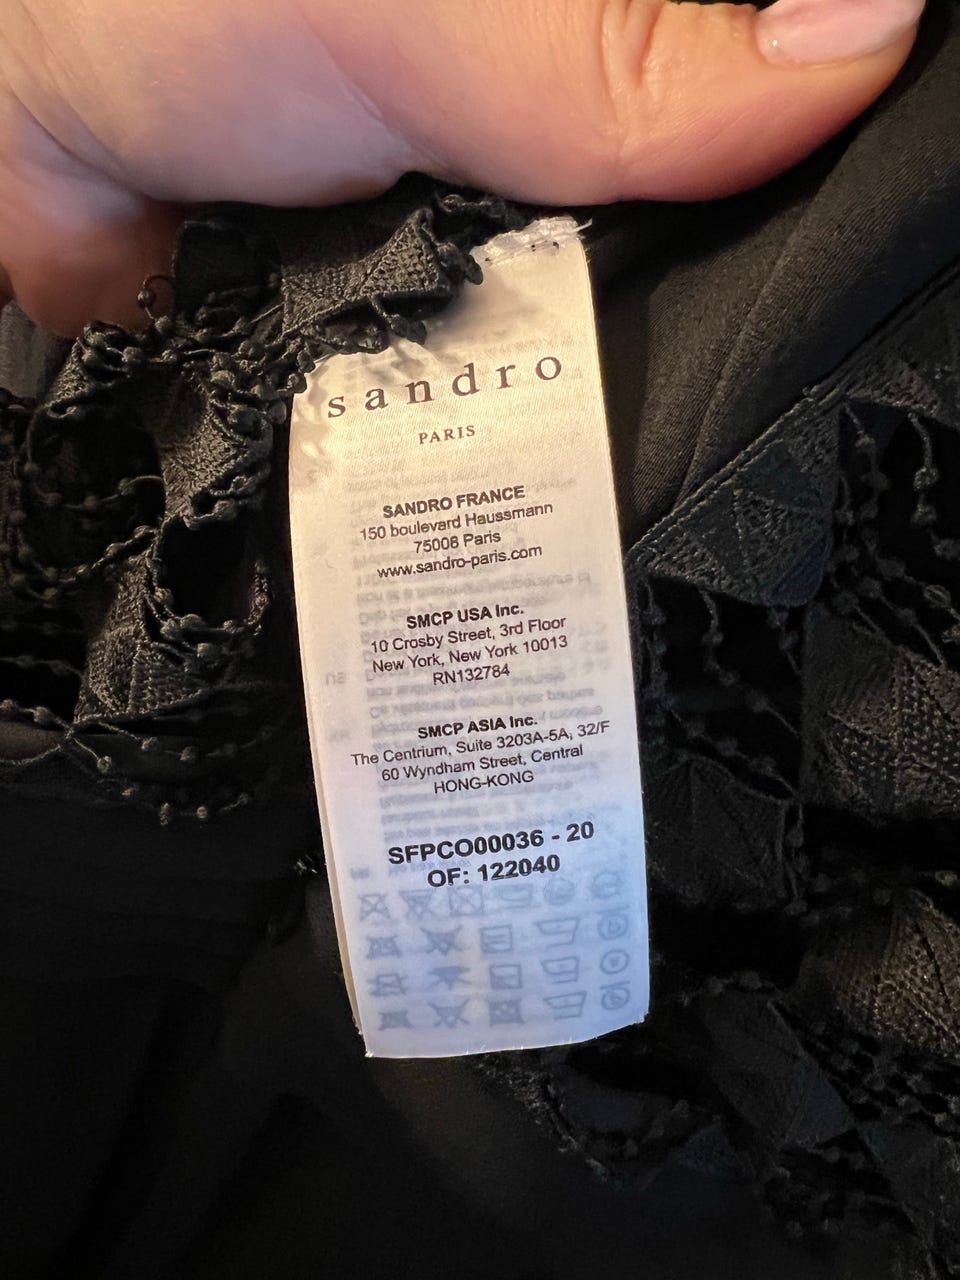 sandro
PARIS
SANDRO FRANCE
150 boulevard Haussmann
75008 Paris
www.sandro-paris.com
SMCP USA Inc.
10 Crosby Street, 3rd Floor
New York, New York 10013
RN132784
SMCP ASIA Inc.
The Centrium, Suite 3203A-5A, 32/F
60 Wyndham Street, Central
HONG-KONG
SFPCO00036 - 20
OF: 122040